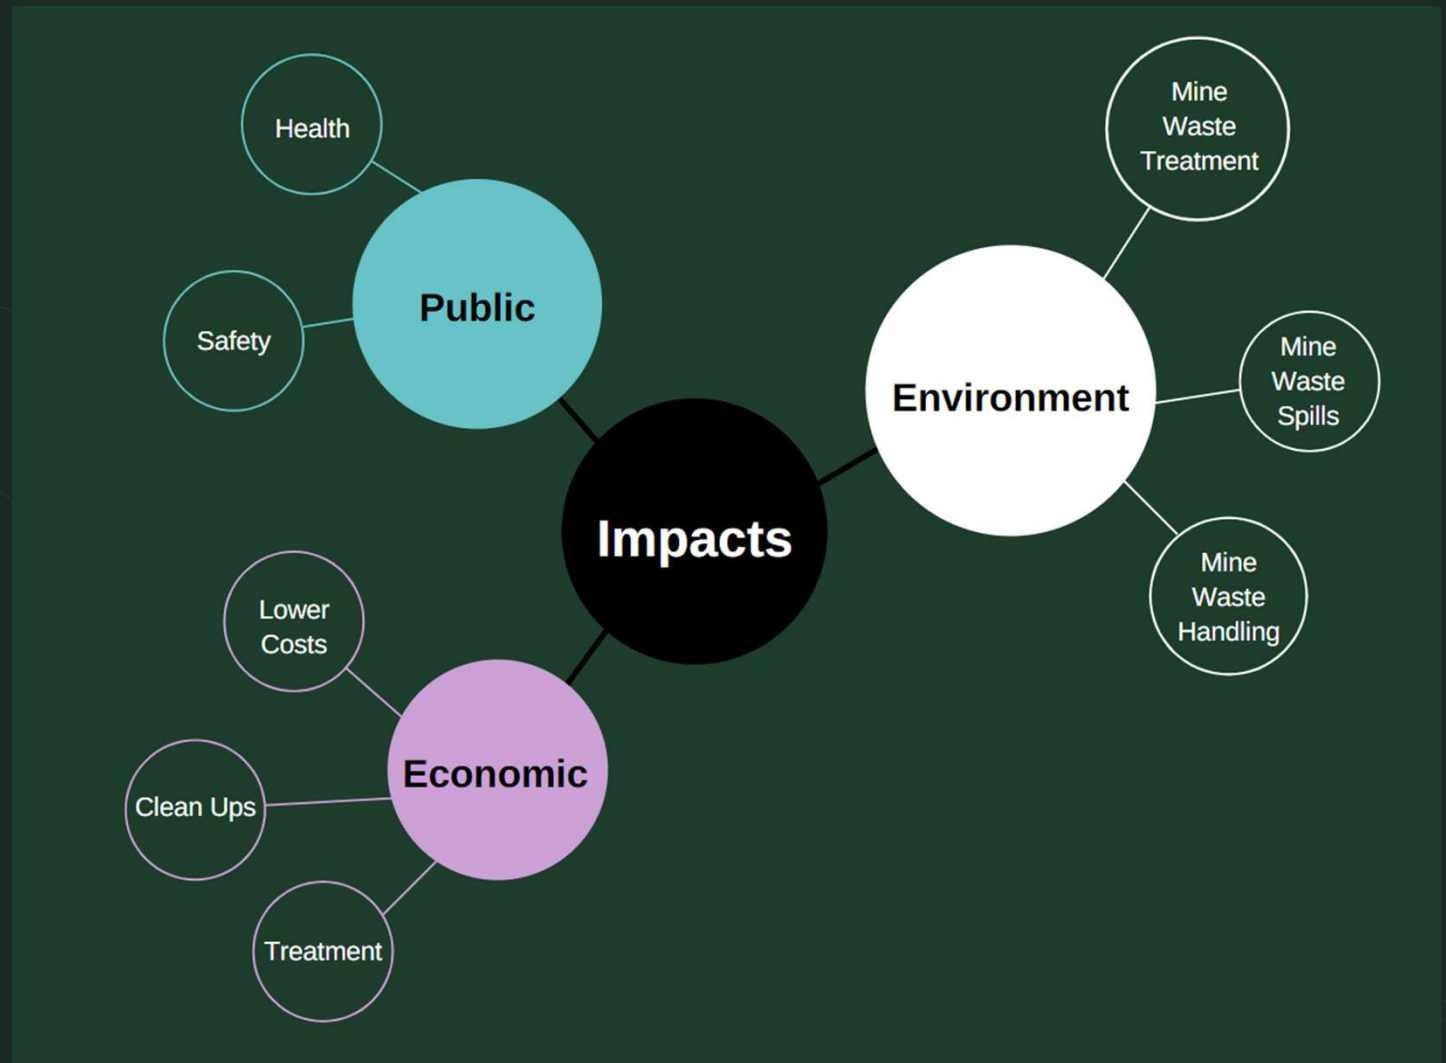 Health
Safety
Public
Mine
Waste
Treatment
Environment
Mine
Waste
Spills
Mine
Waste
Handling
Impacts
Lower
Costs
Economic
Clean Ups
Treatment